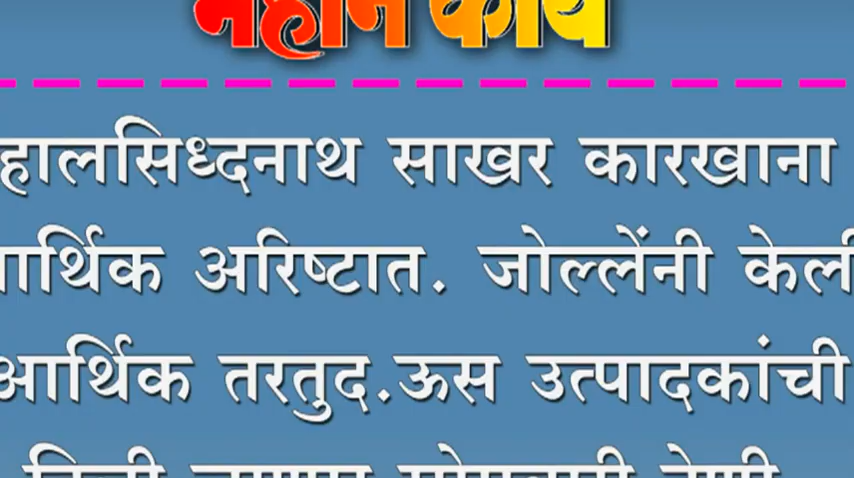 महान कार्य
हालसिध्दनाथ साखर कारखाना
आर्थिक अरिष्टात. जोल्लेंनी केली
आर्थिक तरतुद.ऊस उत्पादकांची